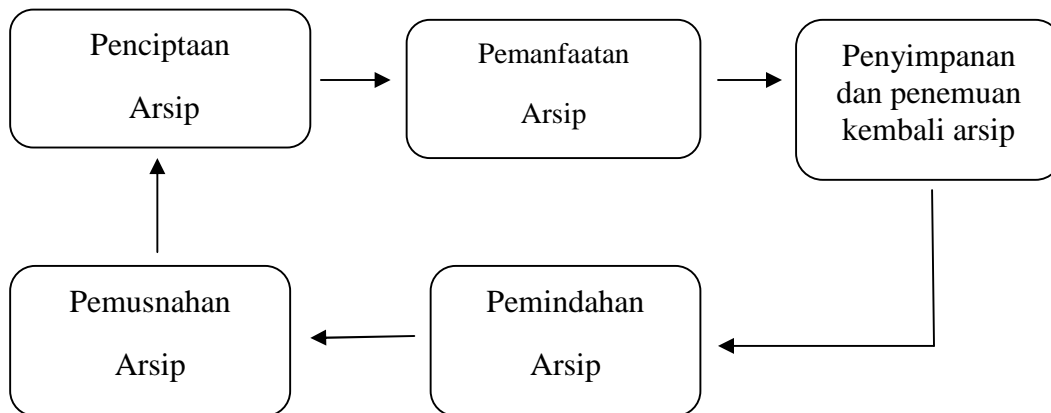 Penciptaan
Arsip
Pemanfaatan
Arsip
Penyimpanan
dan penemuan
kembali arsip
Pemusnahan
Arsip
Pemindahan
Arsip